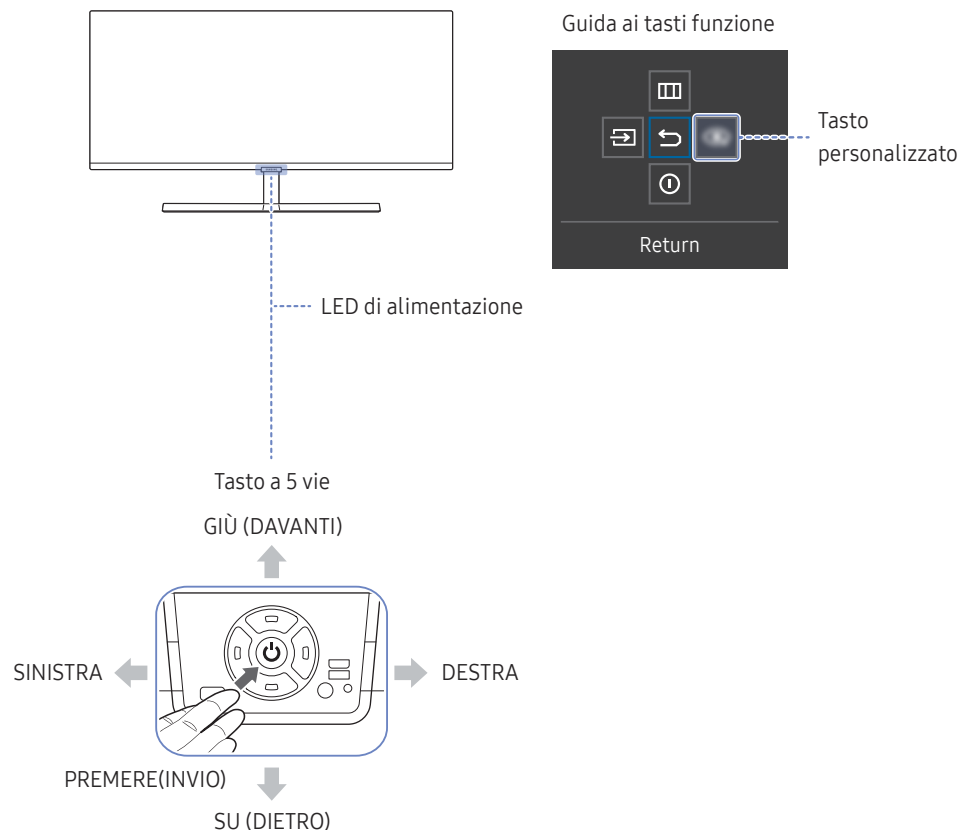 Guida ai tasti funzione
Tasto
personalizzato
Return
LED di alimentazione
Tasto a 5 vie
GIÙ (DAVANTI)
SINISTRA
DESTRA
PREMERE(INVIO)
SU (DIETRO)